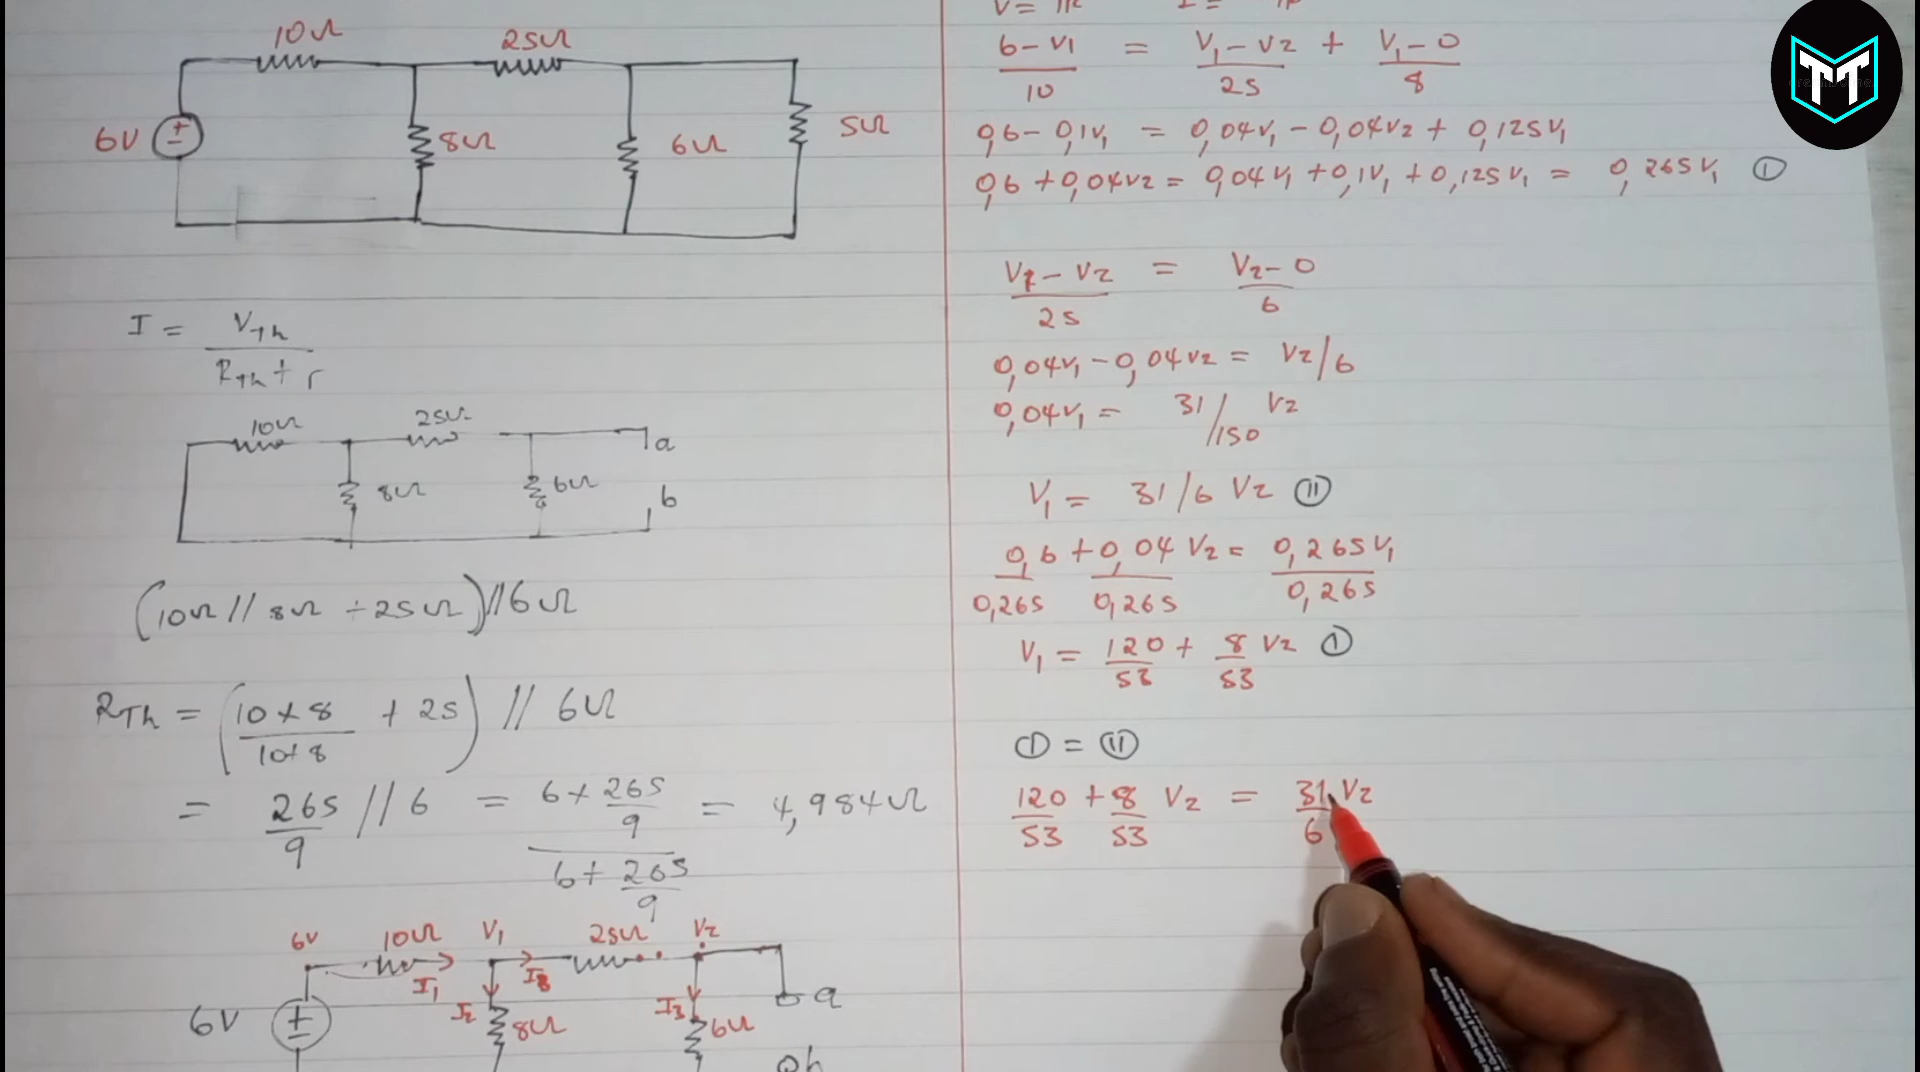 10Ω 25Ω
6V + - 8Ω 6Ω 5Ω
I = VTh / RTh + r
10Ω 25Ω
a
8Ω 6Ω b
(10Ω // 8Ω ÷ 25Ω) // 6Ω
RTh = (10 × 8 / 10+8 + 25) // 6Ω
= 265/9 // 6 = 6 × 265/9 / 6 + 265/9 = 4,984Ω
6V 10Ω V1 25Ω V2
I1 I8
I2 I3 a
6V + - 8Ω 6Ω
b
6 - V1 / 10 = V1 - V2 / 25 + V1 - 0 / 8
0,6 - 0,1V1 = 0,04V1 - 0,04V2 + 0,125V1
0,6 + 0,04V2 = 0,04V1 + 0,1V1 + 0,125V1 = 0,265V1 Ⓘ
V1 - V2 / 25 = V2 - 0 / 6
0,04V1 - 0,04V2 = V2/6
0,04V1 = 31/150 V2
V1 = 31/6 V2 ⑪
0,6 / 0,265 + 0,04 V2 / 0,265 = 0,265V1 / 0,265
V1 = 120/53 + 8/53 V2 Ⓘ
Ⓘ = ⑪
120/53 + 8/53 V2 = 31/6 V2
MT